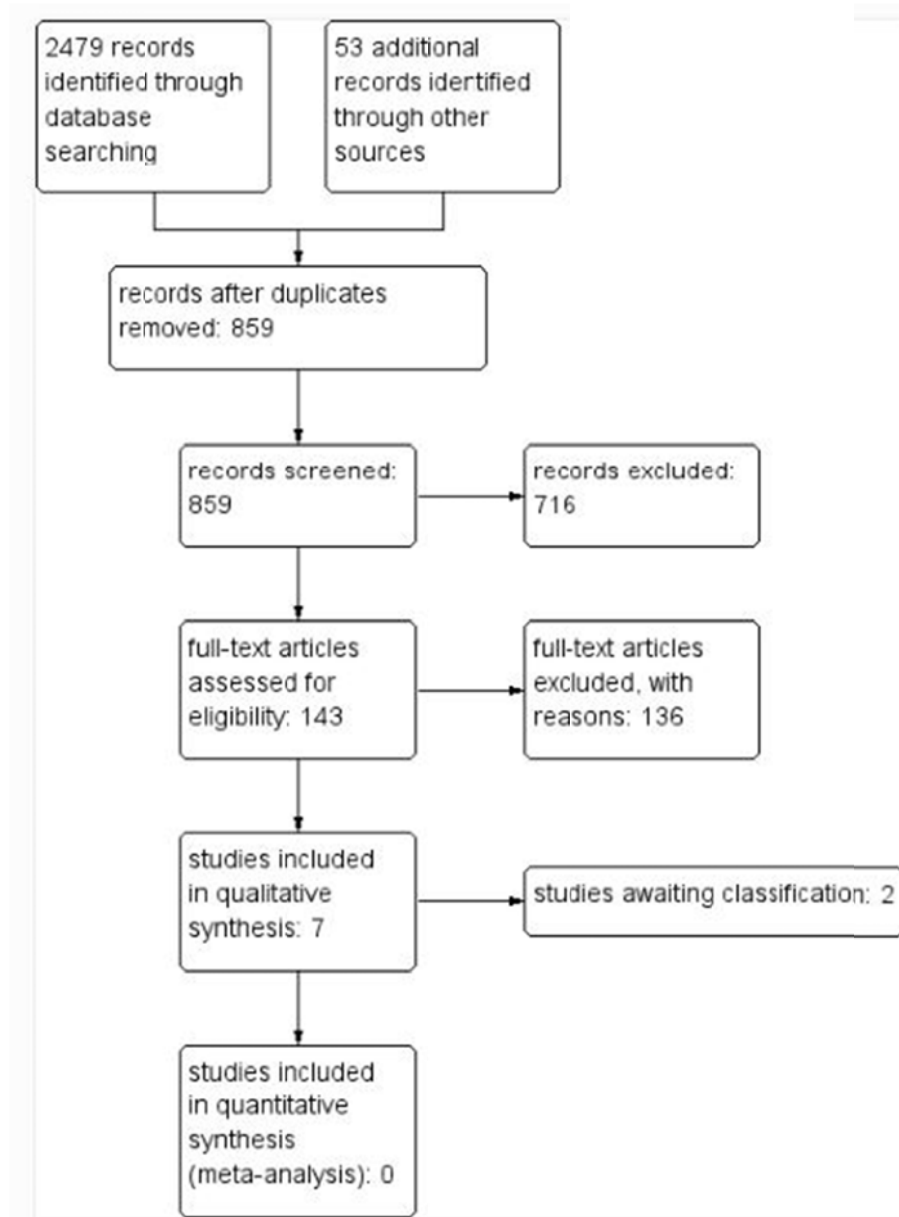 2479 records
identified through
database
searching
53 additional
records idertified
through other
sources
records after duplicates
removed: 859
records screened:
859
records excluded:
716
full-text articles
assessed for
eligibility: 143
full-text articles
excluded, with
reasons: 136
studies included
in qualitative
synthesis: 7
studies awaiting classification: 2
studies included
in quantitative
synthesis
(meta-analysis): 0